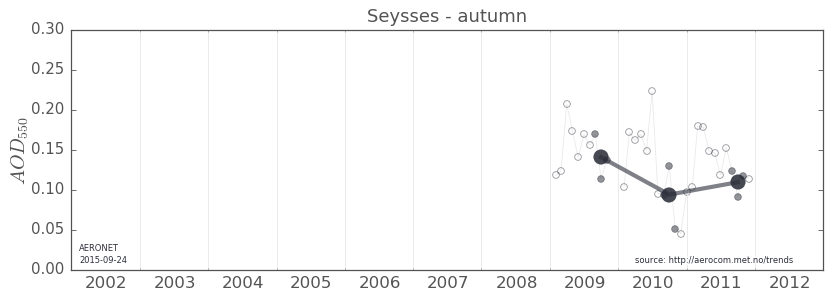 Seysses - autumn
0.30
0.25
0.20
0.15
0.10
0.05
0.00
AOD550
AERONET
2015-09-24
source: http://aerocom.met.no/trends
2002 2003 2004 2005 2006 2007 2008 2009 2010 2011 2012